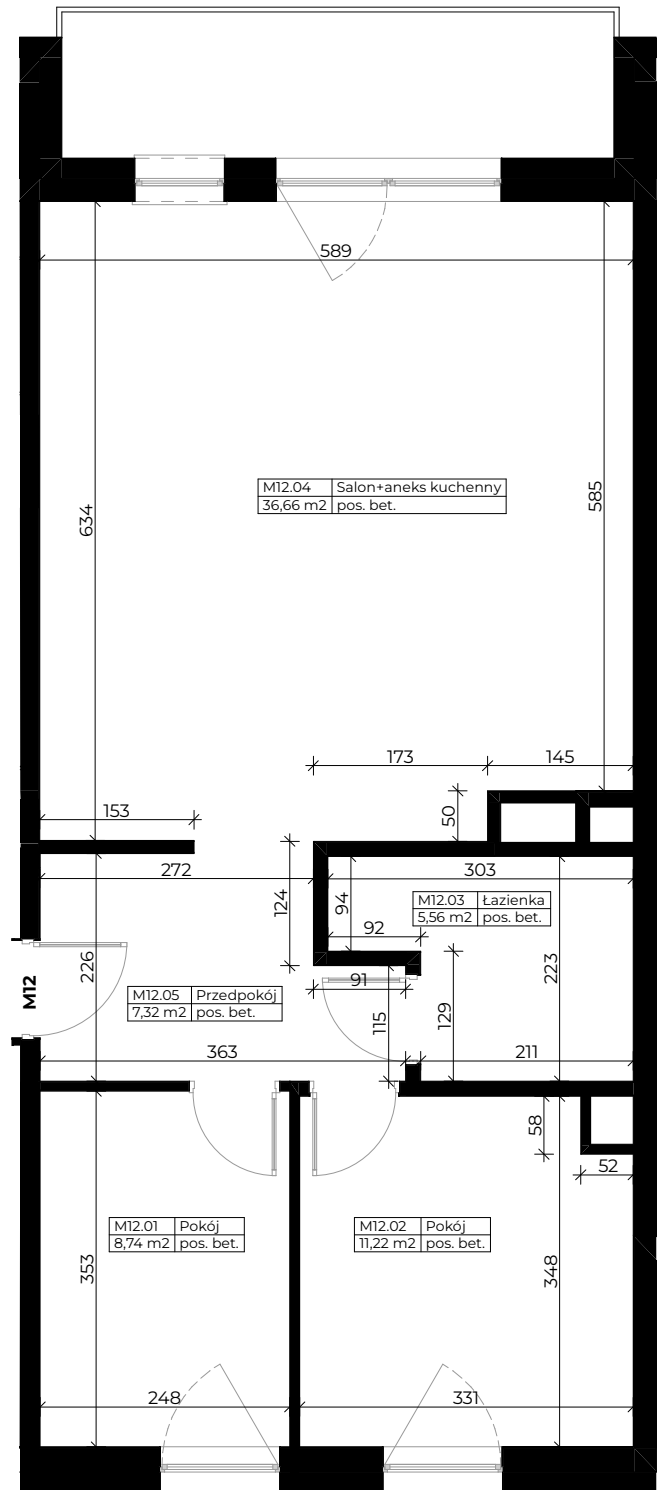 589
M12.04 Salon+aneks kuchenny
36,66 m2 pos. bet.
634
585
173
145
153
50
272
303
124
94
M12.03 Łazienka
5,56 m2 pos. bet.
92
M12
226
223
91
M12.05 Przedpokój
7,32 m2 pos. bet.
115
129
363
211
58
52
M12.01 Pokój
8,74 m2 pos. bet.
M12.02 Pokój
11,22 m2 pos. bet.
353
348
248
331